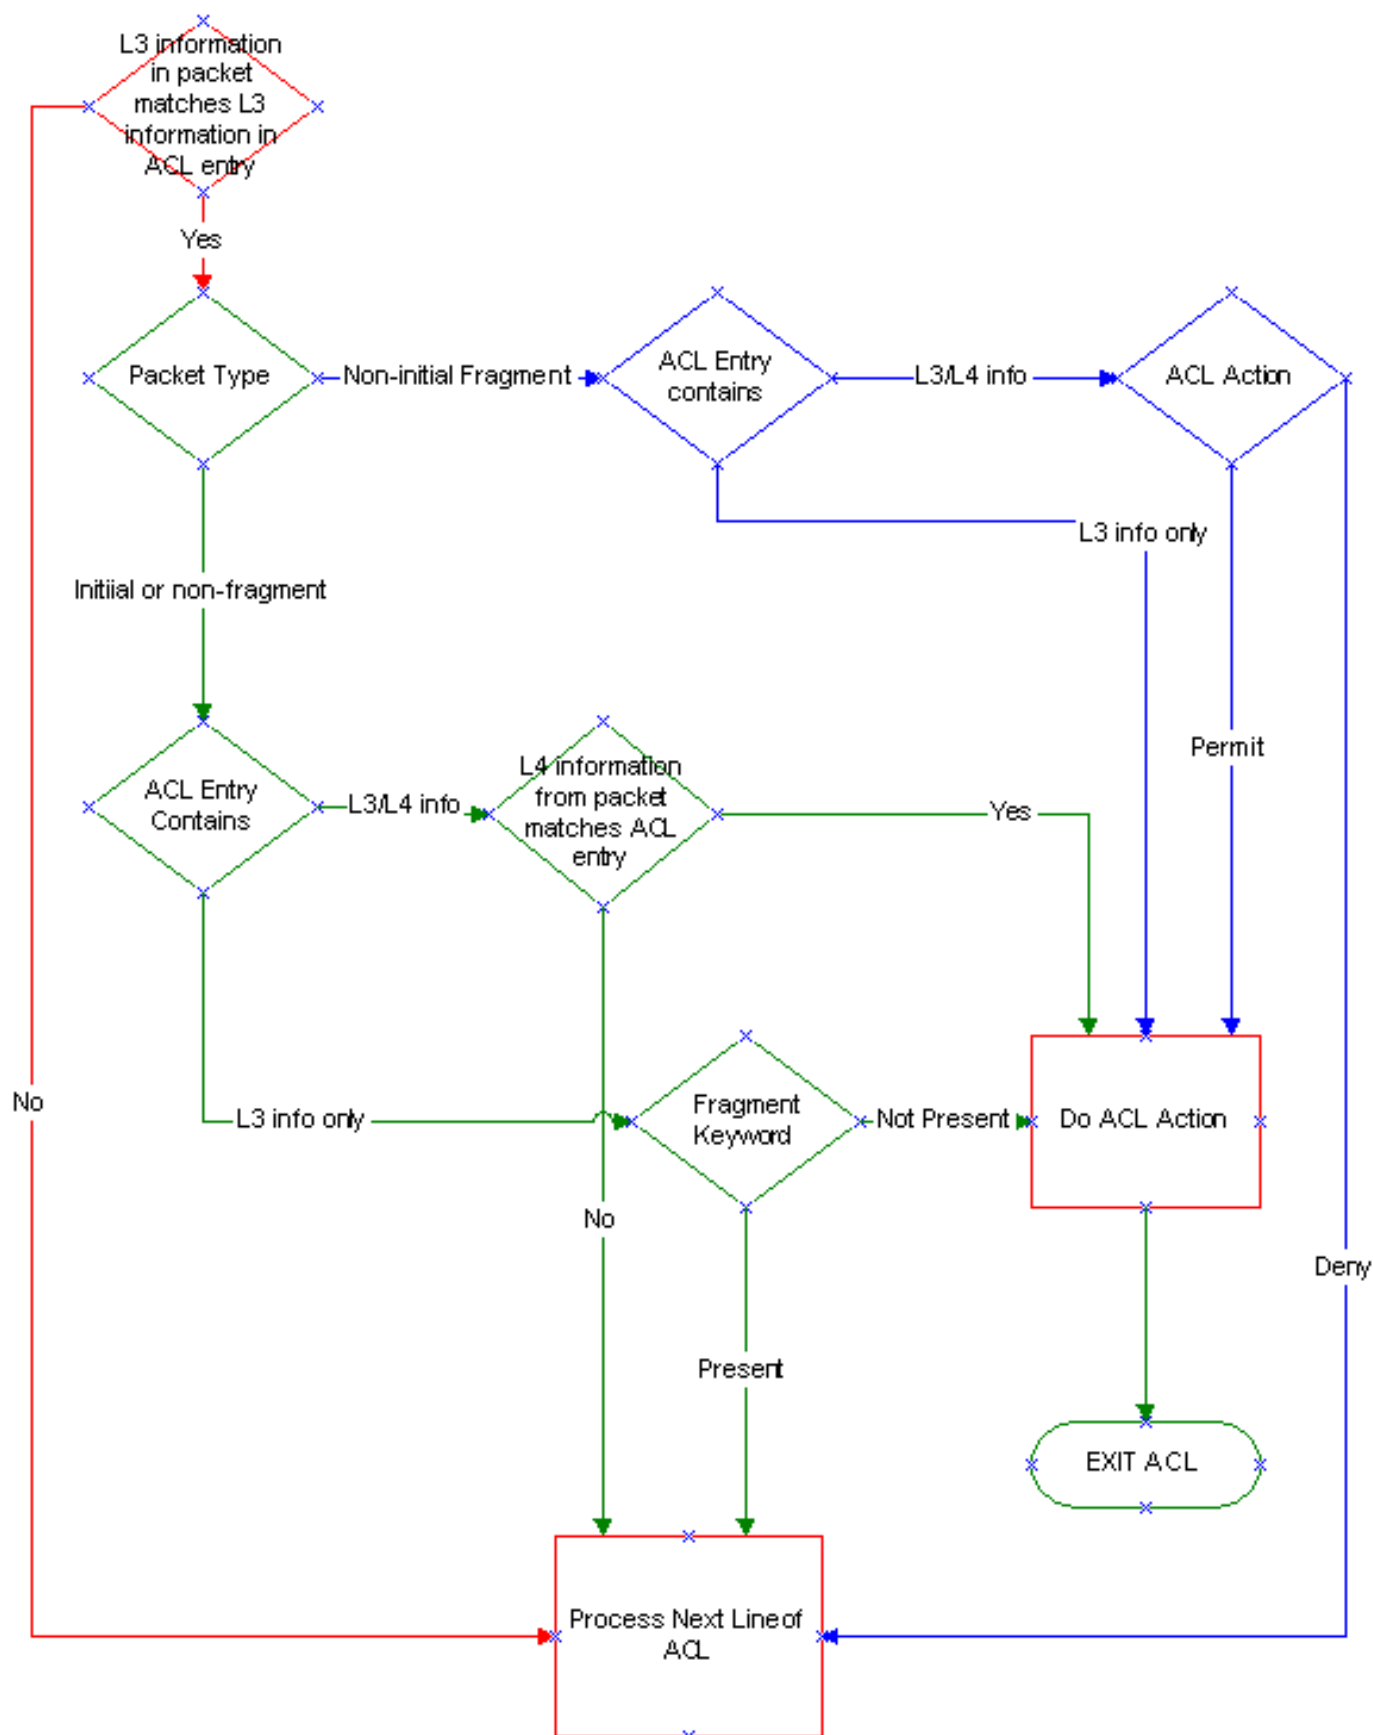 L3 information
in packet
matches L3
information in
ACL entry
Yes
Packet Type
Non-initial Fragment
ACL Entry
contains
L3/L4 info
ACL Action
L3 info only
Initiial or non-fragment
Permit
ACL Entry
Contains
L3/L4 info
L4 information
from packet
matches ACL
entry
Yes
No
L3 info only
Fragment
Keyword
Not Present
Do ACL Action
No
Deny
Present
EXIT ACL
Process Next Line of
ACL